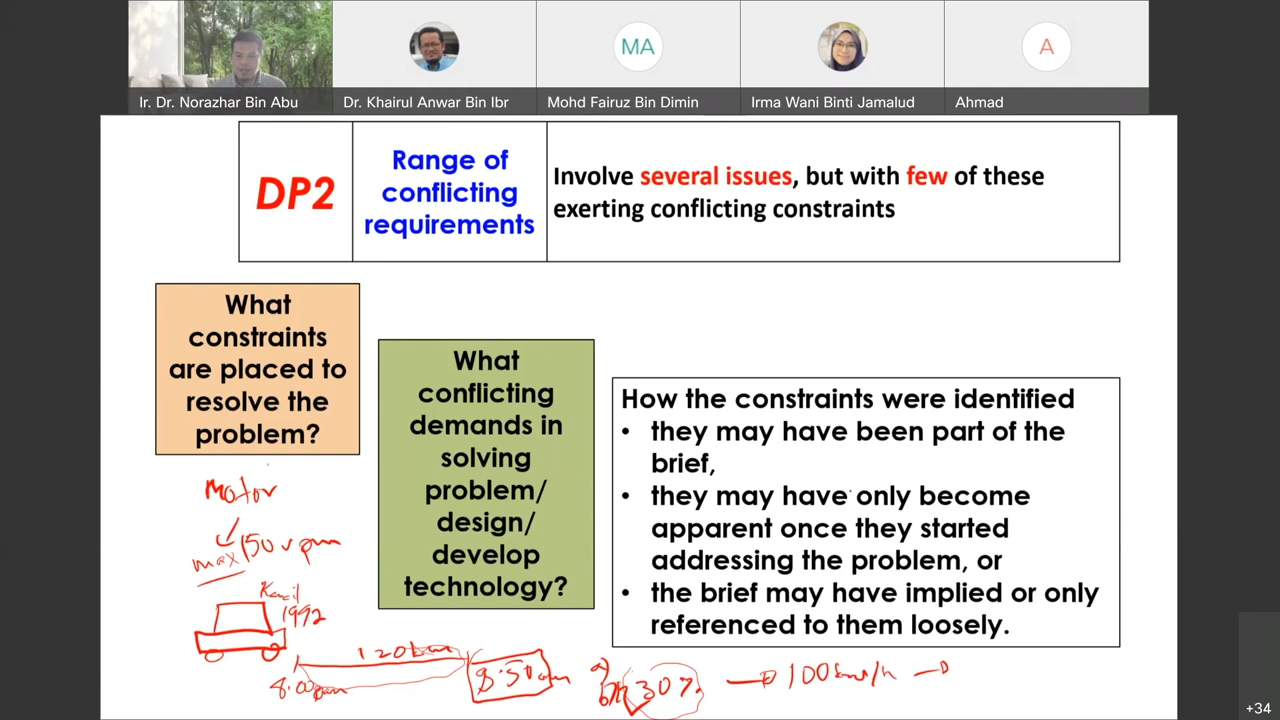 MA
A
Ir. Dr. Norazhar Bin Abu
Dr. Khairul Anwar Bin Ibr
Mohd Fairuz Bin Dimin
Irma Wani Binti Jamalud
Ahmad
DP2
Range of
conflicting
requirements
Involve several issues, but with few of these
exerting conflicting constraints
What
constraints
are placed to
resolve the
problem?
What
conflicting
demands in
solving
problem/
design/
develop
technology?
How the constraints were identified
• they may have been part of the
brief,
• they may have only become
apparent once they started
addressing the problem, or
• the brief may have implied or only
referenced to them loosely.
Motor
max 150 rpm
Kancil
1992
120km
8.00pm
8.50
30%
100km/h
+34